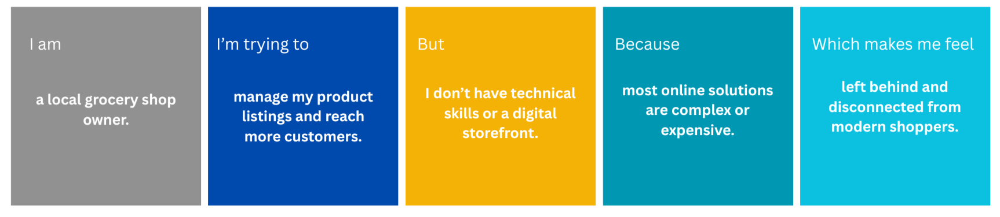 I am
a local grocery shop
owner.
I’m trying to
manage my product
listings and reach
more customers.
But
I don’t have technical
skills or a digital
storefront.
Because
most online solutions
are complex or
expensive.
Which makes me feel
left behind and
disconnected from
modern shoppers.